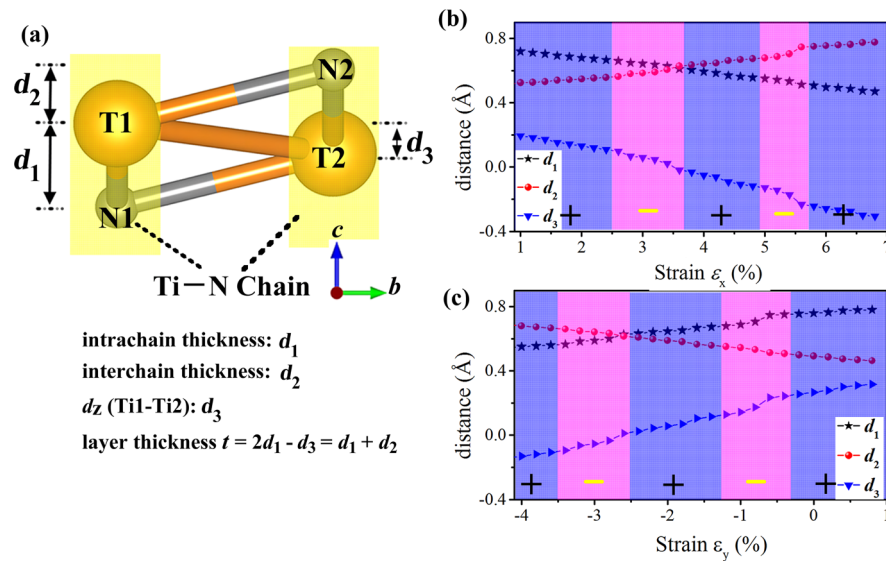 (a)
N2
d2
T1
d1
T2
d3
N1
c
b
Ti–N Chain
intrachain thickness: d1
interchain thickness: d2
dz (Ti1-Ti2): d3
layer thickness t = 2d1 - d3 = d1 + d2
(b)
distance (Å)
0.8
0.4
0.0
-0.4
d1
d2
d3
+ − + − +
1 2 3 4 5 6 7
Strain εx (%)
(c)
distance (Å)
0.8
0.4
0.0
-0.4
+ − + − +
d1
d2
d3
-4 -3 -2 -1 0 1
Strain εy (%)